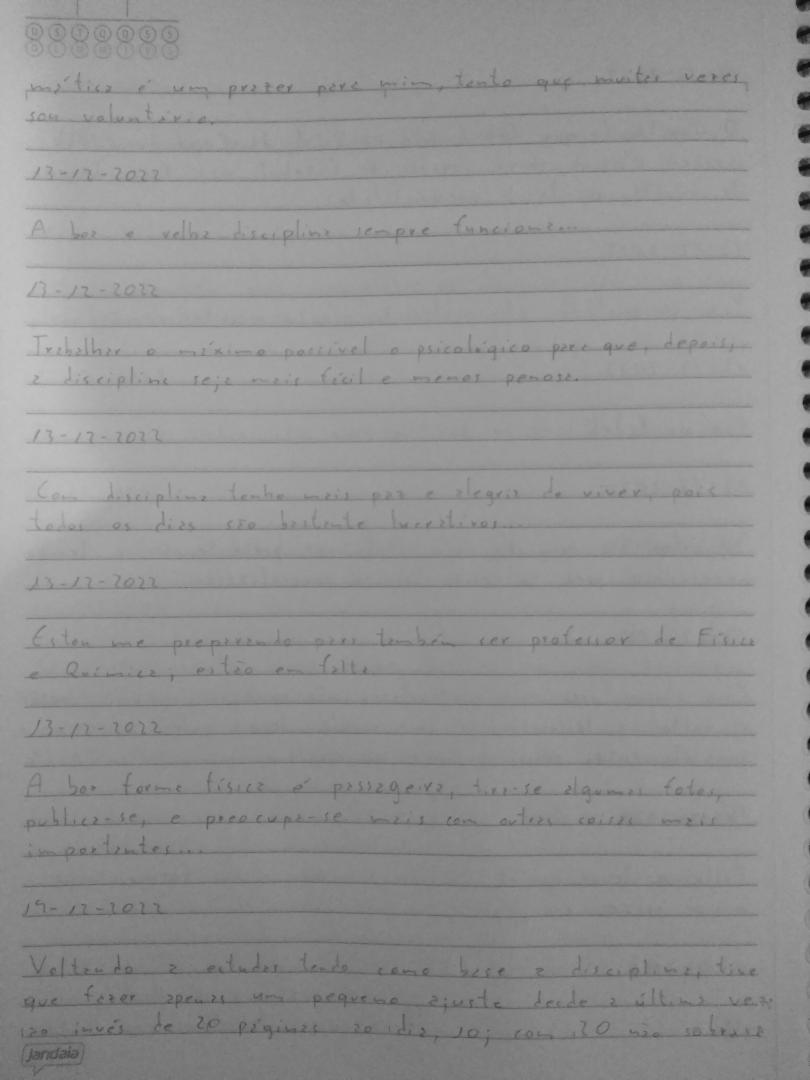 D S T Q Q S S
D L M M J V S
mática é um prazer para mim, tanto que muitas vezes,
sou voluntário.
13-12-2022
A boa e velha disciplina sempre funciona...
13-12-2022
Trabalhar o máximo possível o psicológico para que, depois,
a disciplina seja mais fácil e menos penosa.
13-12-2022
Com disciplina tenho mais paz e alegria de viver, pois
todos os dias são bastante lucrativos...
13-12-2022
Estou me preparando para também ser professor de Física
e Química; estão em falta.
13-12-2022
A boa forma física é passageira, tira-se algumas fotos,
publica-se, e preocupa-se mais com outras coisas mais
importantes...
14-12-2022
Voltando a estudar tendo como base a disciplina, tive
que fazer apenas um pequeno ajuste desde a última vez:
ao invés de 20 páginas ao dia, 10; com 20 não sobrava
jandaia